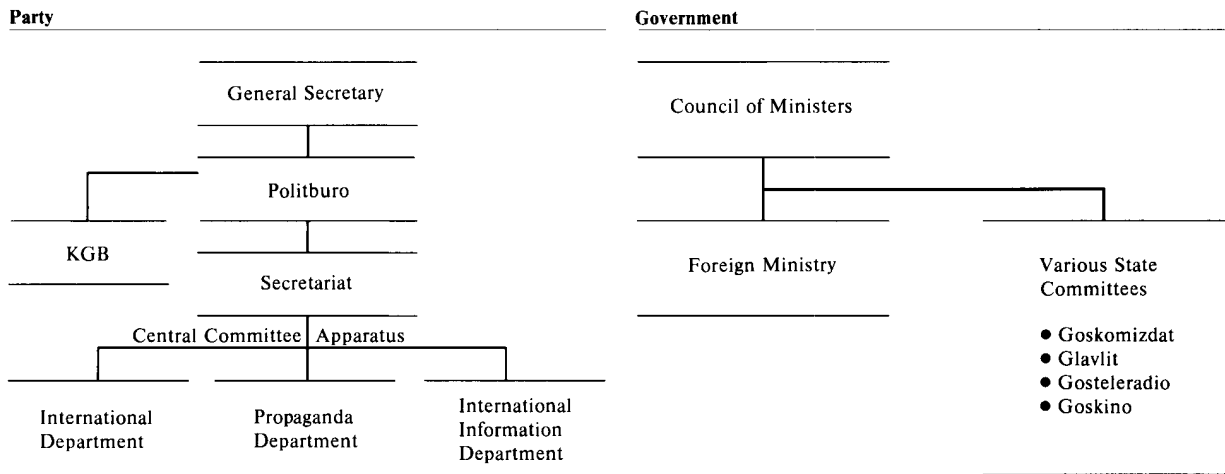 Party
General Secretary
Politburo
KGB
Secretariat
Central Committee Apparatus
International
Department
Propaganda
Department
International
Information
Department
Government
Council of Ministers
Foreign Ministry
Various State
Committees
● Goskomizdat
● Glavlit
● Gosteleradio
● Goskino